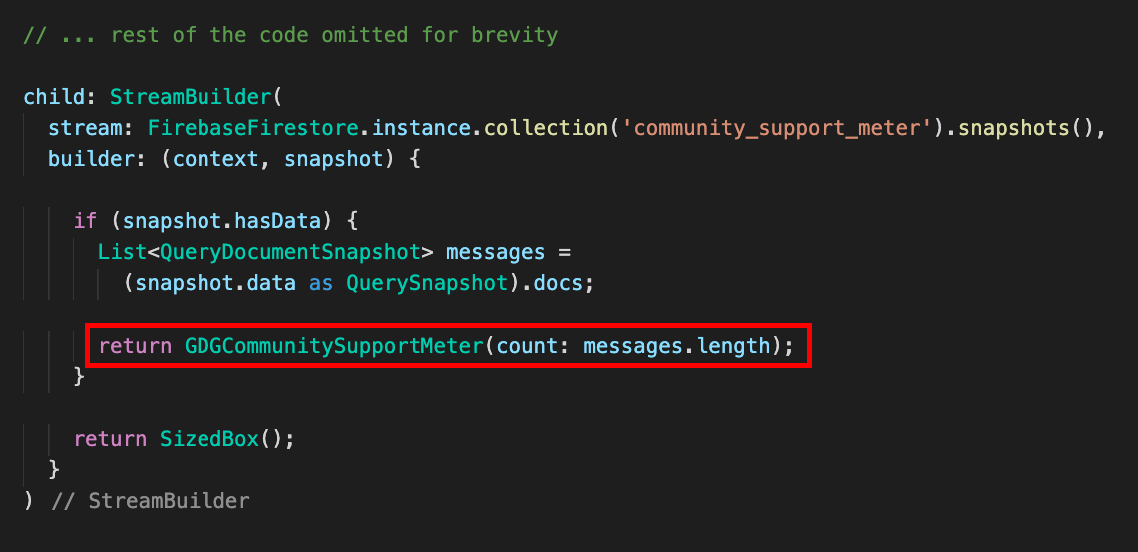 // ... rest of the code omitted for brevity
child: StreamBuilder(
stream: FirebaseFirestore.instance.collection('community_support_meter').snapshots(),
builder: (context, snapshot) {
if (snapshot.hasData) {
List<QueryDocumentSnapshot> messages =
(snapshot.data as QuerySnapshot).docs;
return GDGCommunitySupportMeter(count: messages.length);
}
return SizedBox();
}
) // StreamBuilder